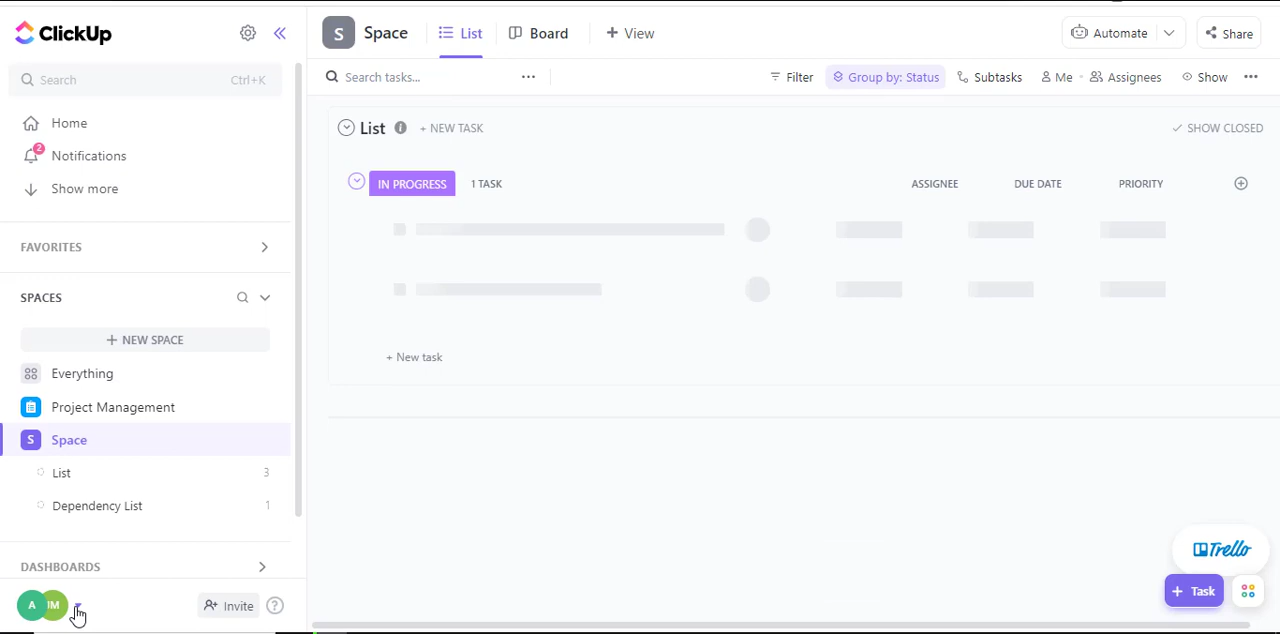 ClickUp
Search Ctrl+K
Home
2
Notifications
Show more
FAVORITES
SPACES
+ NEW SPACE
Everything
Project Management
S Space
List 3
Dependency List 1
DASHBOARDS
A
Invite ?
S Space List Board + View
Automate Share
Search tasks... ...
Filter Group by: Status Subtasks Me Assignees Show ...
List + NEW TASK SHOW CLOSED
IN PROGRESS 1 TASK ASSIGNEE DUE DATE PRIORITY
+ New task
Trello
+ Task